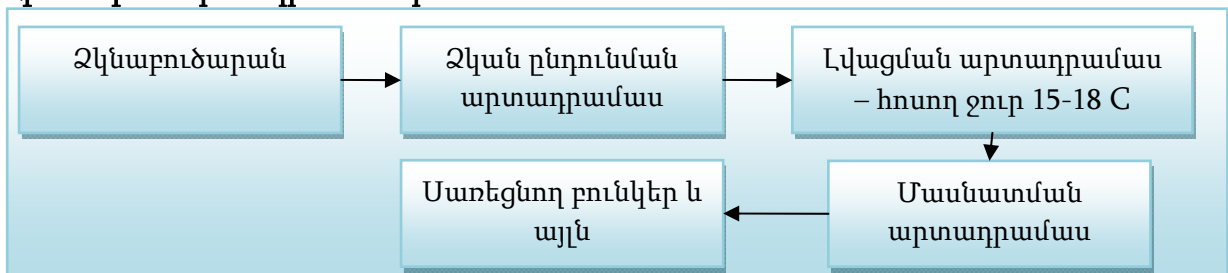 Ձկնաբուծարան
Ձկան ընդունման
արտադրամաս
Լվացման արտադրամաս
– հոսող ջուր 15-18 C
Մասնատման
արտադրամաս
Սառեցնող բունկեր և
այլն